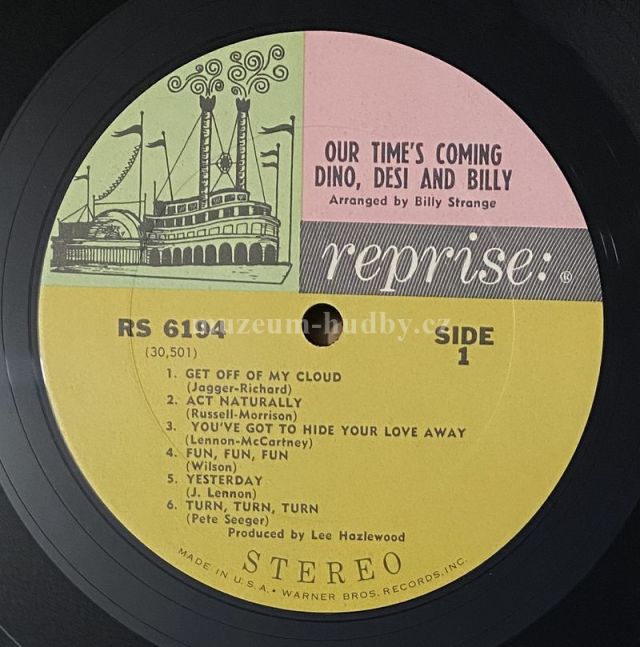 OUR TIME'S COMING
DINO, DESI AND BILLY
Arranged by Billy Strange
reprise: ®
RS 6194
(30,501)
muzeum-hudby.cz
SIDE
1
1. GET OFF OF MY CLOUD
(Jagger-Richard)
2. ACT NATURALLY
(Russell-Morrison)
3. YOU'VE GOT TO HIDE YOUR LOVE AWAY
(Lennon-McCartney)
4. FUN, FUN, FUN
(Wilson)
5. YESTERDAY
(J. Lennon)
6. TURN, TURN, TURN
(Pete Seeger)
Produced by Lee Hazlewood
STEREO
MADE IN U.S.A. • WARNER BROS. RECORDS, INC.